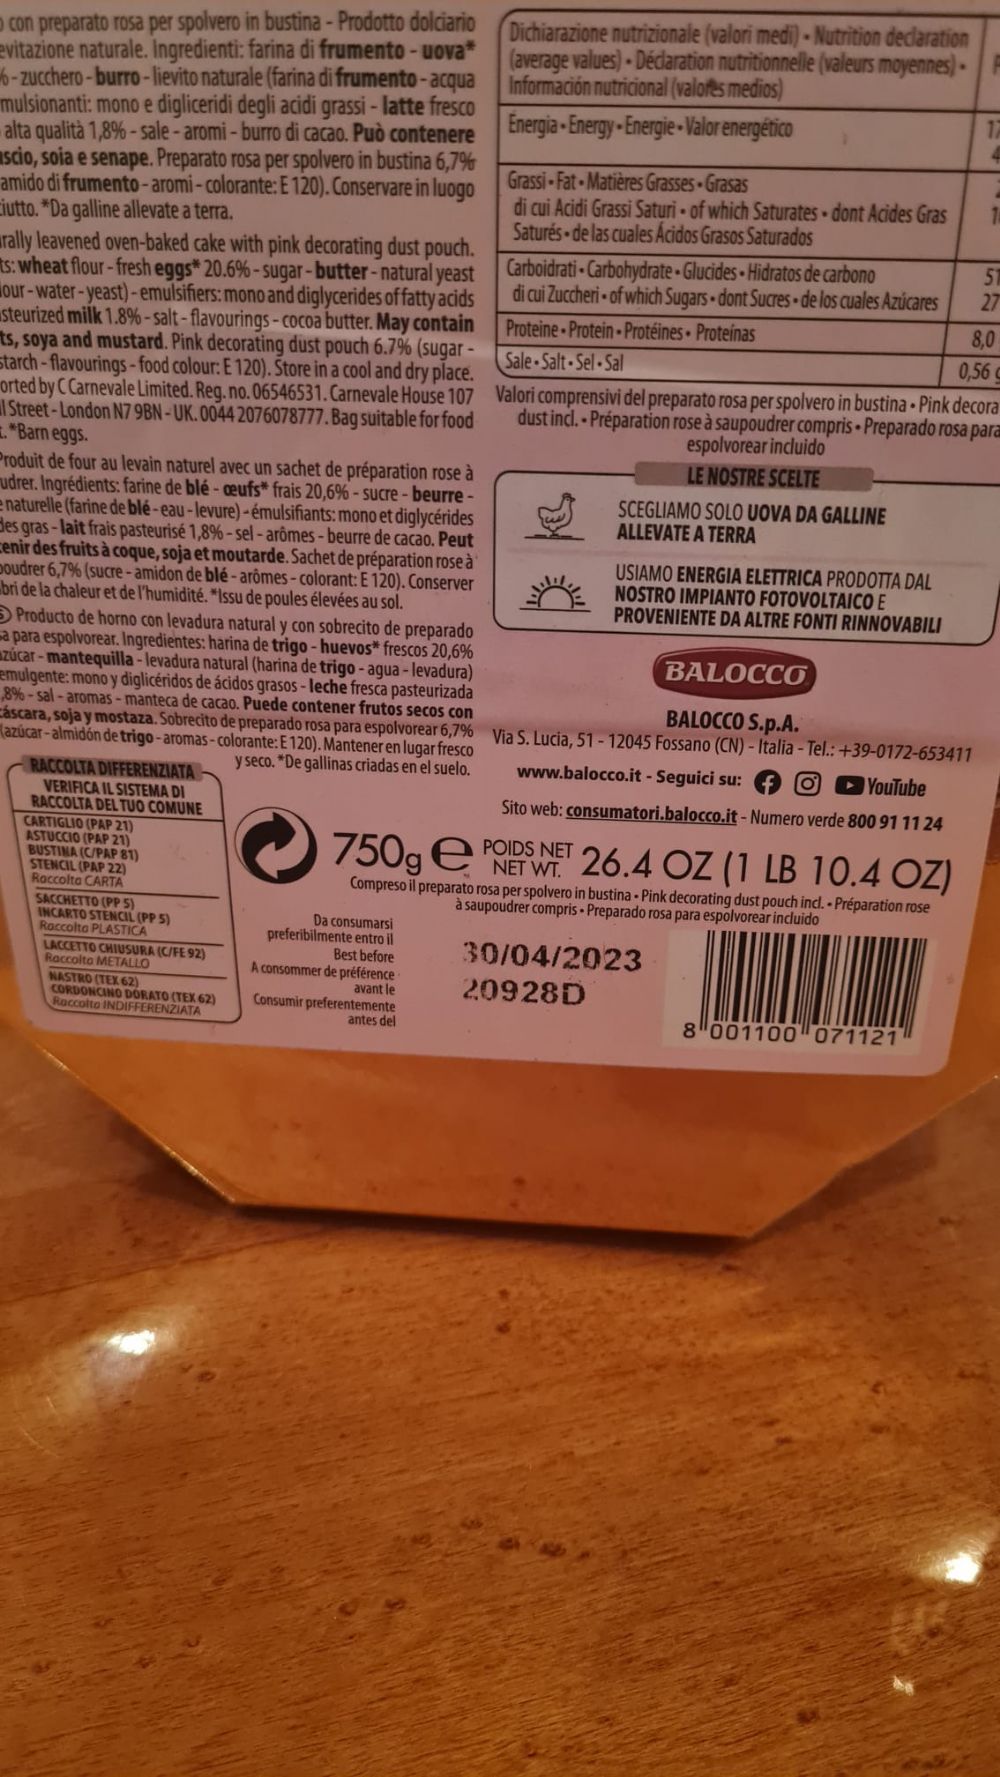 con preparato rosa per spolvero in bustina - Prodotto dolciario
evitazione naturale. Ingredienti: farina di frumento - uova*
% - zucchero - burro - lievito naturale (farina di frumento - acqua
mulsionanti: mono e digliceridi degli acidi grassi - latte fresco
alta qualità 1,8% - sale - aromi - burro di cacao. Può contenere
uscio, soia e senape. Preparato rosa per spolvero in bustina 6,7%
amido di frumento - aromi - colorante: E 120). Conservare in luogo
ciutto. *Da galline allevate a terra.
urally leavened oven-baked cake with pink decorating dust pouch.
ts: wheat flour - fresh eggs* 20.6% - sugar - butter - natural yeast
lour - water - yeast) - emulsifiers: mono and diglycerides of fatty acids
asteurized milk 1.8% - salt - flavourings - cocoa butter. May contain
ts, soya and mustard. Pink decorating dust pouch 6.7% (sugar -
starch - flavourings - food colour: E 120). Store in a cool and dry place.
orted by C Carnevale Limited. Reg. no. 06546531. Carnevale House 107
l Street - London N7 9BN - UK. 0044 2076078777. Bag suitable for food
t. *Barn eggs.
Produit de four au levain naturel avec un sachet de préparation rose à
udrer. Ingrédients: farine de blé - œufs* frais 20,6% - sucre - beurre -
e naturelle (farine de blé - eau - levure) - émulsifiants: mono et diglycérides
des gras - lait frais pasteurisé 1,8% - sel - arômes - beurre de cacao. Peut
tenir des fruits à coque, soja et moutarde. Sachet de préparation rose à
poudrer 6,7% (sucre - amidon de blé - arômes - colorant: E 120). Conserver
abri de la chaleur et de l'humidité. *Issu de poules élevées au sol.
S Producto de horno con levadura natural y con sobrecito de preparado
sa para espolvorear. Ingredientes: harina de trigo - huevos* frescos 20,6%
azúcar - mantequilla - levadura natural (harina de trigo - agua - levadura)
emulgente: mono y diglicéridos de ácidos grasos - leche fresca pasteurizada
,8% - sal - aromas - manteca de cacao. Puede contener frutos secos con
cáscara, soja y mostaza. Sobrecito de preparado rosa para espolvorear 6,7%
(azúcar - almidón de trigo - aromas - colorante: E 120). Mantener en lugar fresco
y seco. *De gallinas criadas en el suelo.
Dichiarazione nutrizionale (valori medi) • Nutrition declaration
(average values) • Déclaration nutritionnelle (valeurs moyennes) •
Información nutricional (valores medios)
Energia • Energy • Energie • Valor energético
Grassi • Fat • Matières Grasses • Grasas
di cui Acidi Grassi Saturi • of which Saturates • dont Acides Gras
Saturés • de las cuales Ácidos Grasos Saturados
Carboidrati • Carbohydrate • Glucides • Hidratos de carbono 51
di cui Zuccheri • of which Sugars • dont Sucres • de los cuales Azúcares 27
Proteine • Protein • Protéines • Proteínas 8,0
Sale • Salt • Sel • Sal 0,56 g
Valori comprensivi del preparato rosa per spolvero in bustina • Pink decora
dust incl. • Préparation rose à saupoudrer compris • Preparado rosa para
espolvorear incluido
LE NOSTRE SCELTE
SCEGLIAMO SOLO UOVA DA GALLINE
ALLEVATE A TERRA
USIAMO ENERGIA ELETTRICA PRODOTTA DAL
NOSTRO IMPIANTO FOTOVOLTAICO E
PROVENIENTE DA ALTRE FONTI RINNOVABILI
BALOCCO
BALOCCO S.p.A.
Via S. Lucia, 51 - 12045 Fossano (CN) - Italia - Tel.: +39-0172-653411
www.balocco.it - Seguici su: YouTube
Sito web: consumatori.balocco.it - Numero verde 800 91 11 24
RACCOLTA DIFFERENZIATA
VERIFICA IL SISTEMA DI
RACCOLTA DEL TUO COMUNE
CARTIGLIO (PAP 21)
ASTUCCIO (PAP 21)
BUSTINA (C/PAP 81)
STENCIL (PAP 22)
Raccolta CARTA
SACCHETTO (PP 5)
INCARTO STENCIL (PP 5)
Raccolta PLASTICA
LACCETTO CHIUSURA (C/FE 92)
Raccolta METALLO
NASTRO (TEX 62)
CORDONCINO DORATO (TEX 62)
Raccolta INDIFFERENZIATA
750g e POIDS NET NET WT. 26.4 OZ (1 LB 10.4 OZ)
Compreso il preparato rosa per spolvero in bustina • Pink decorating dust pouch incl. • Préparation rose
à saupoudrer compris • Preparado rosa para espolvorear incluido
Da consumarsi
preferibilmente entro il
Best before
A consommer de préférence
avant le
Consumir preferentemente
antes del
30/04/2023
20928D
8 001100 071121